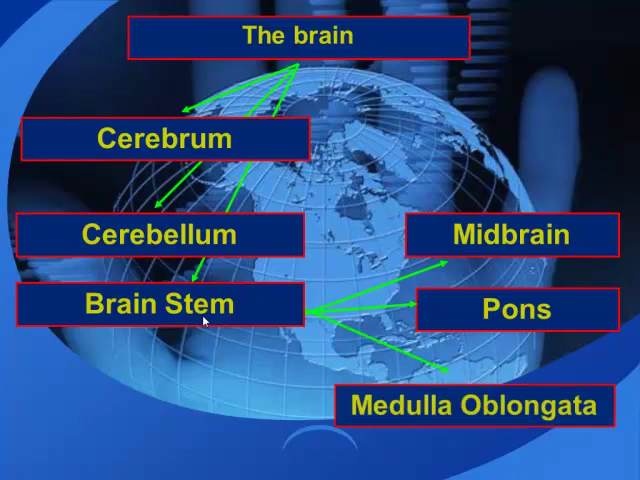 The brain
Cerebrum
Cerebellum
Midbrain
Brain Stem
Pons
Medulla Oblongata